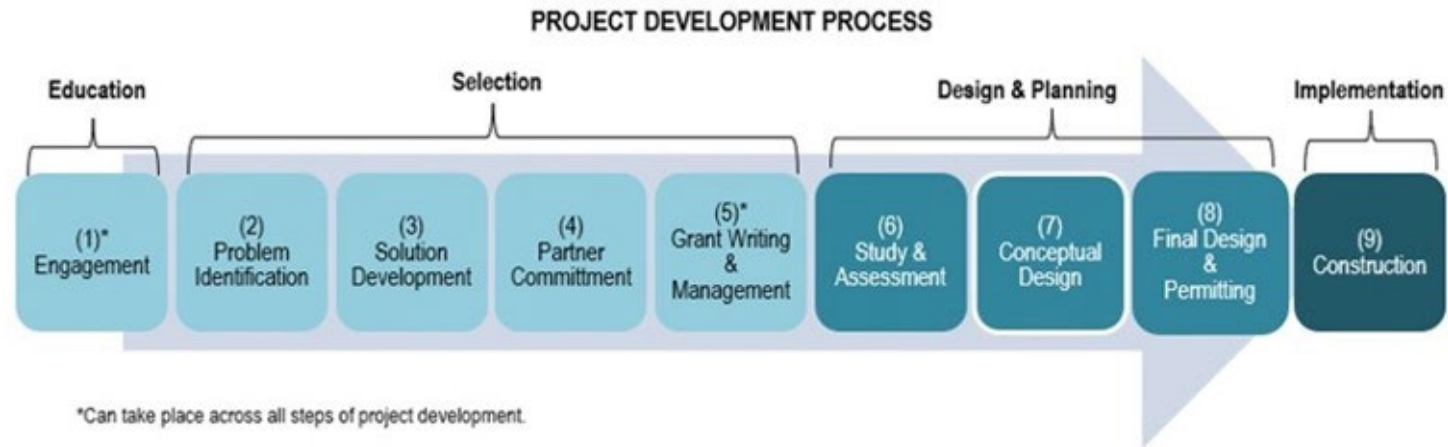 PROJECT DEVELOPMENT PROCESS
Education
Selection
Design & Planning
Implementation
(1)*
Engagement
(2)
Problem
Identification
(3)
Solution
Development
(4)
Partner
Committment
(5)*
Grant Writing
&
Management
(6)
Study &
Assessment
(7)
Conceptual
Design
(8)
Final Design
&
Permitting
(9)
Construction
*Can take place across all steps of project development.